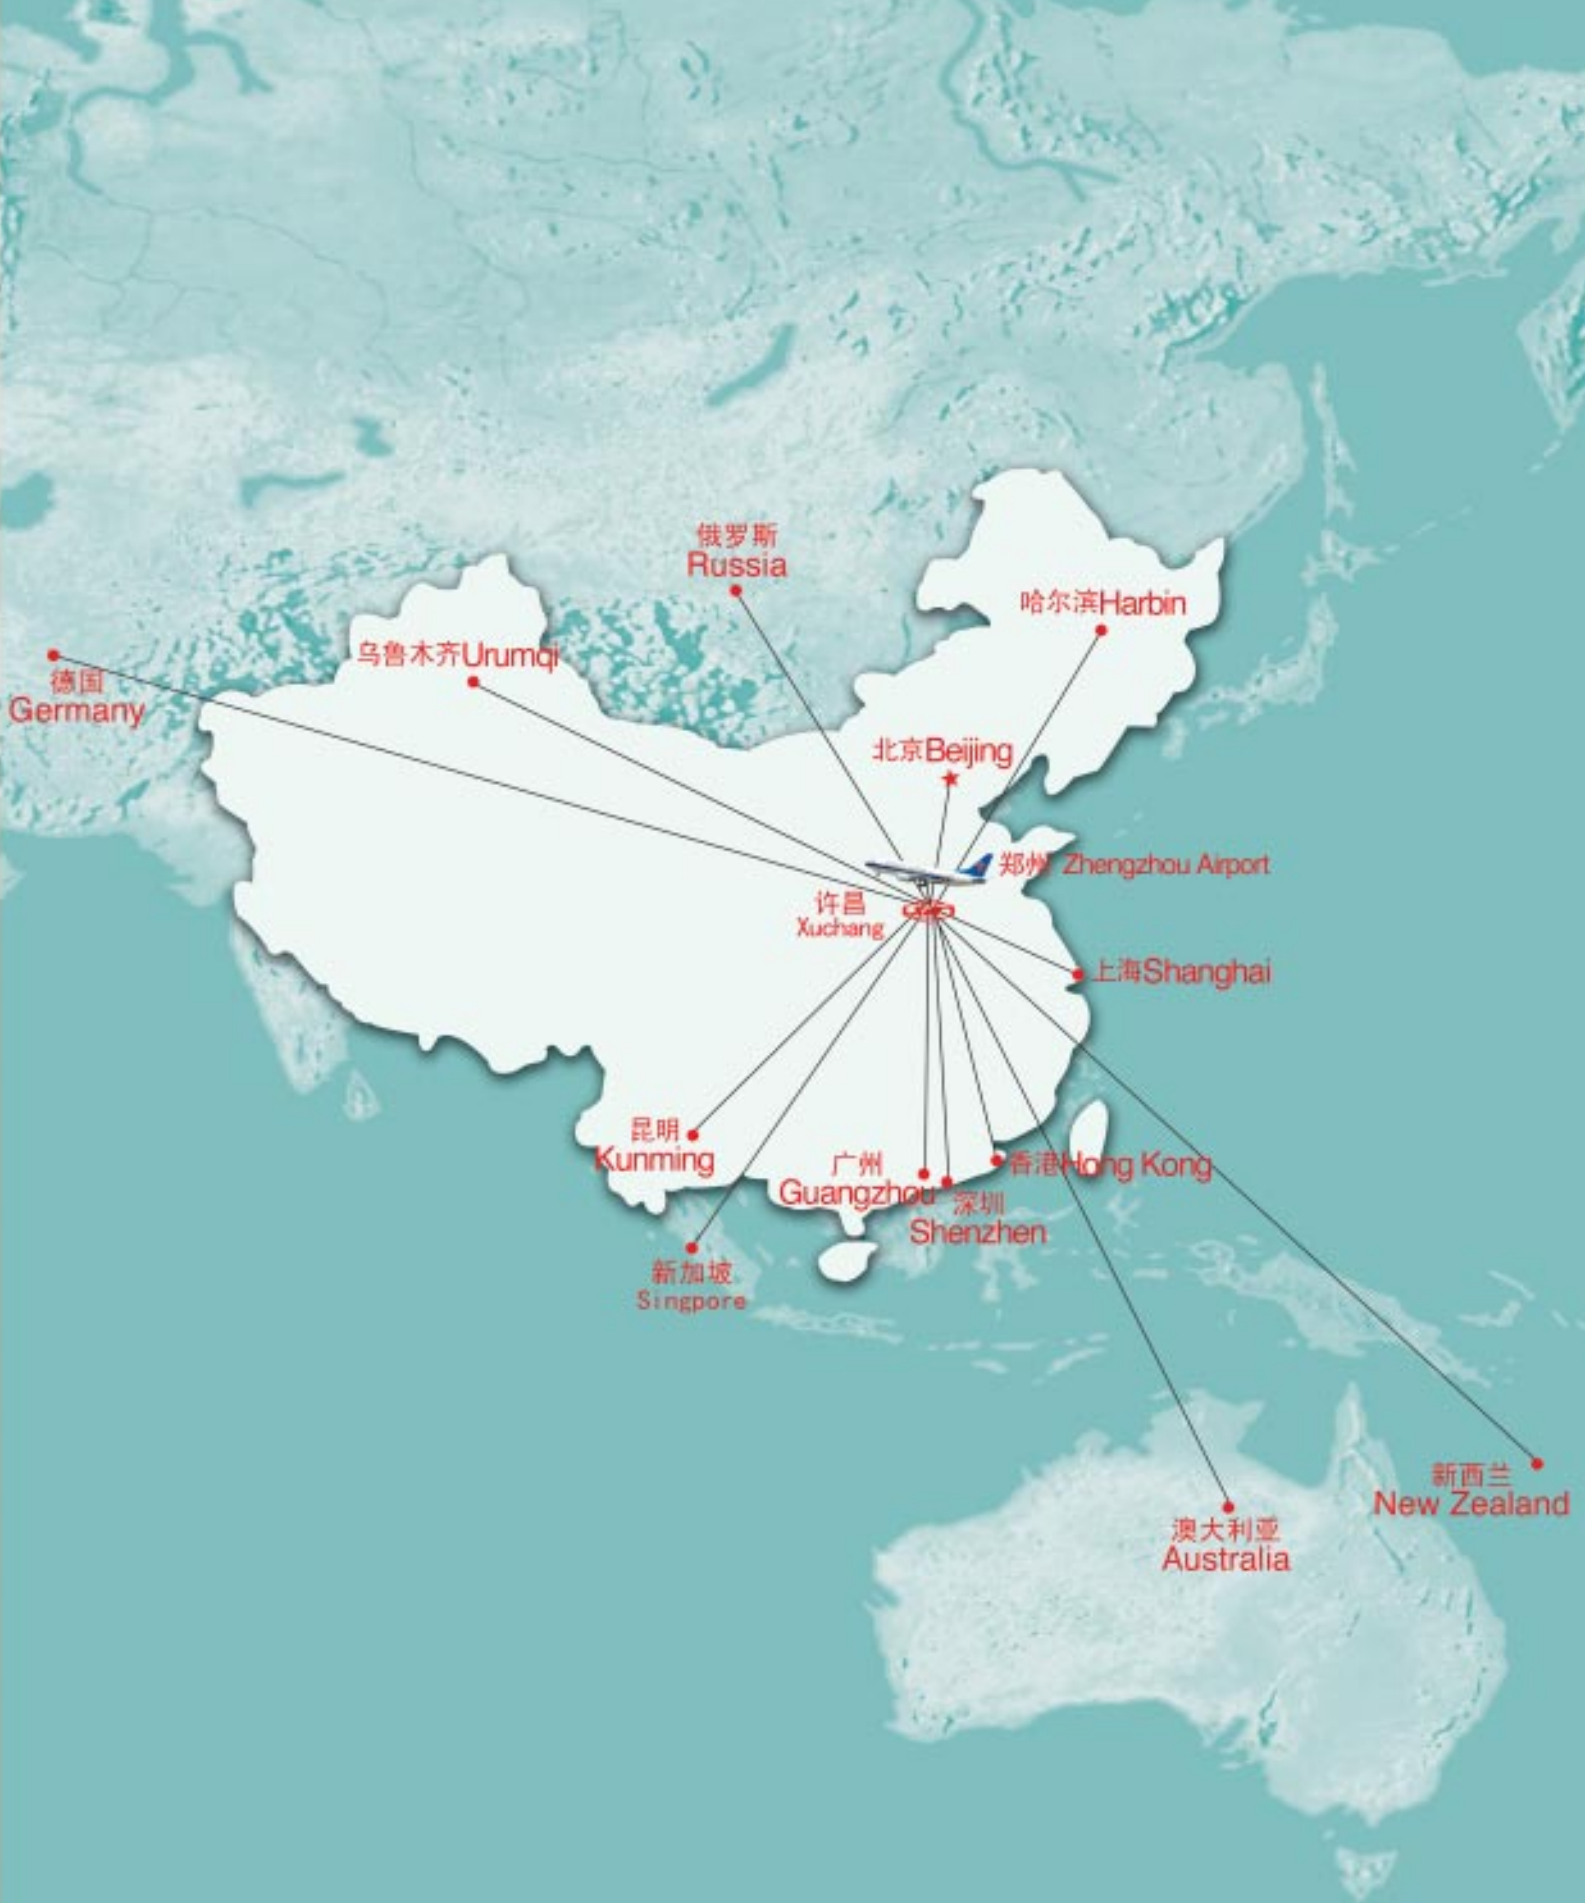 俄罗斯
Russia
哈尔滨Harbin
乌鲁木齐Urumqi
德国
Germany
北京Beijing
郑州 Zhengzhou Airport
许昌
Xuchang
上海Shanghai
昆明
Kunming
广州
Guangzhou
香港Hong Kong
深圳
Shenzhen
新加坡
Singpore
新西兰
New Zealand
澳大利亚
Australia